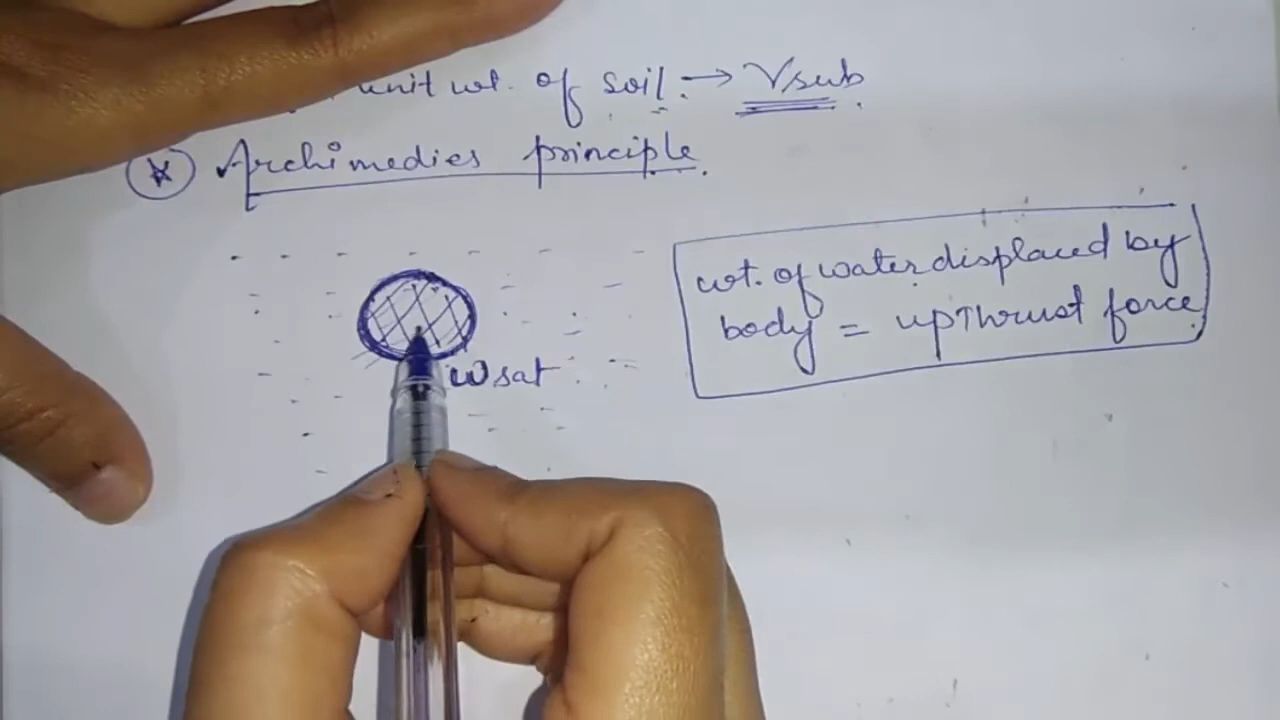 unit wt. of soil. → γsub.
Archimedies principle.
wt. of water displaced by
body = upthrust force.
Wsat